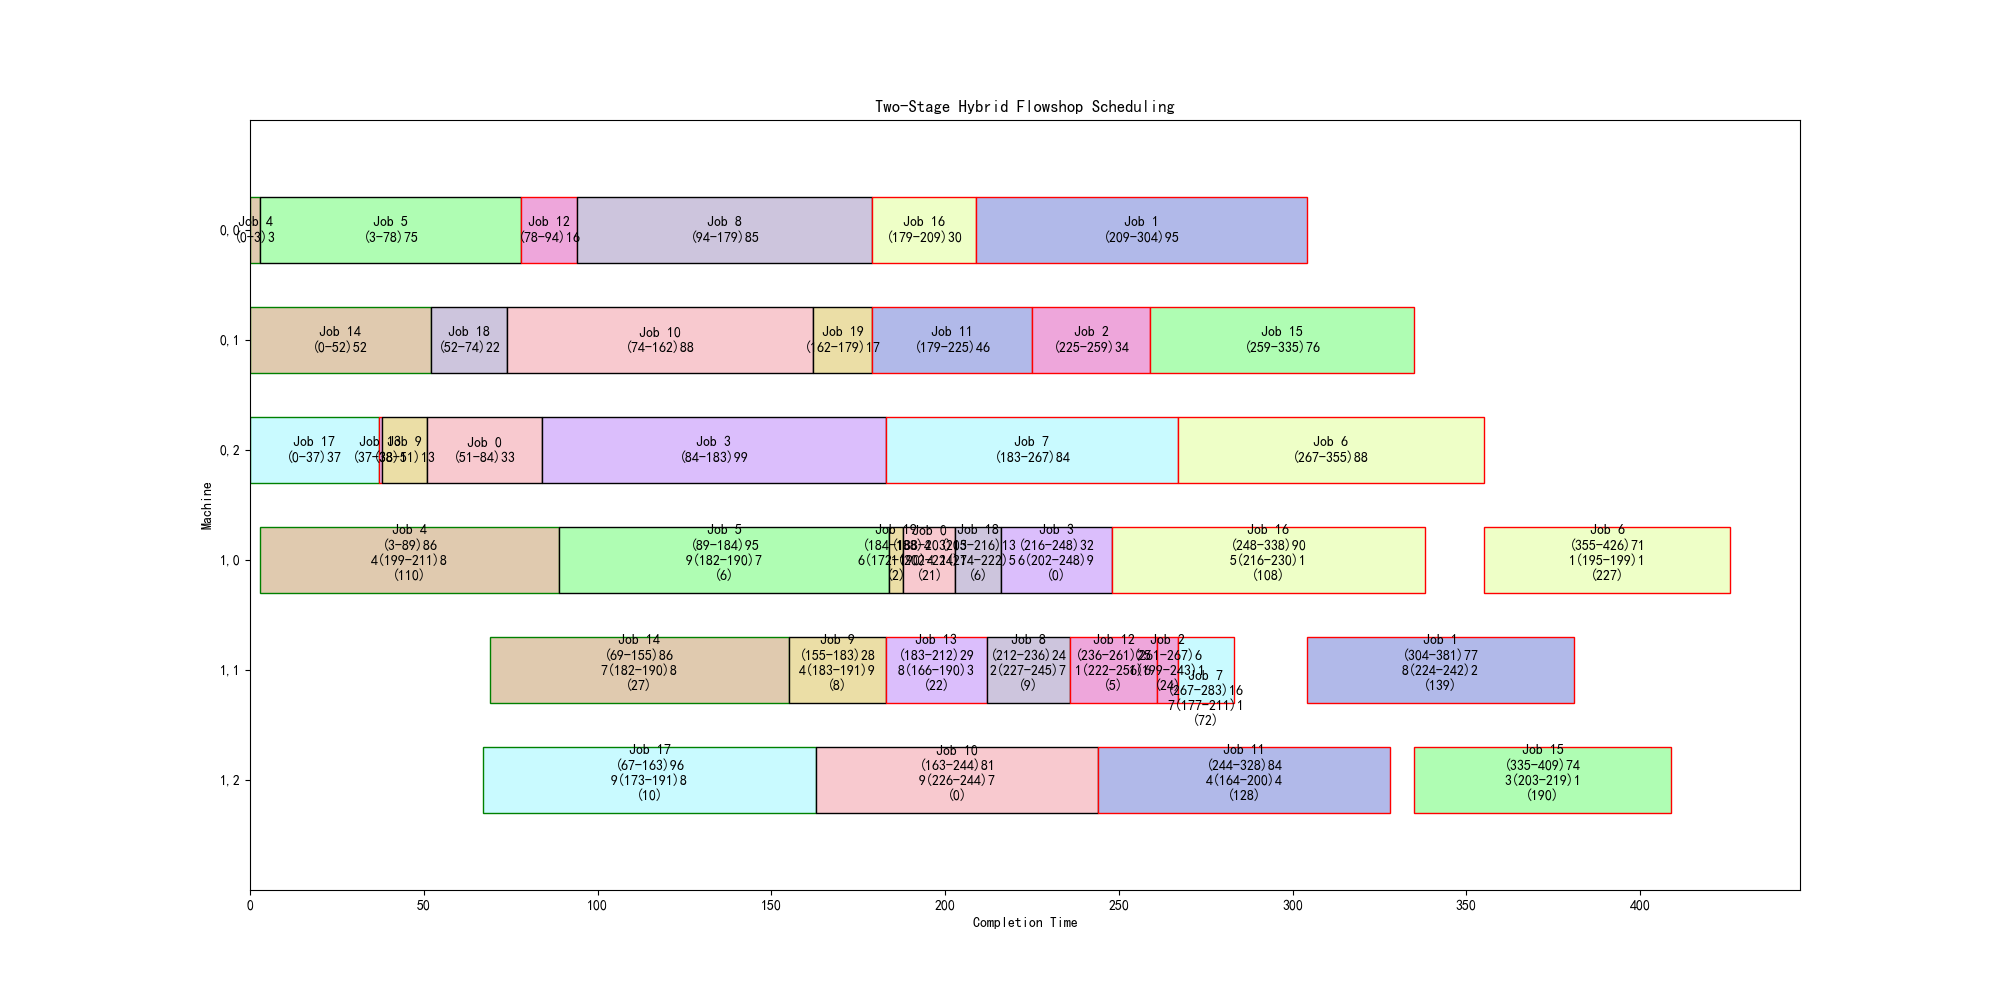 Two-Stage Hybrid Flowshop Scheduling
Machine
0,0
Job 4
(0-3)3
Job 5
(3-78)75
Job 12
(78-94)16
Job 8
(94-179)85
Job 16
(179-209)30
Job 1
(209-304)95
0,1
Job 14
(0-52)52
Job 18
(52-74)22
Job 10
(74-162)88
Job 19
(162-179)17
Job 11
(179-225)46
Job 2
(225-259)34
Job 15
(259-335)76
0,2
Job 17
(0-37)37
Job 13
(37-38)1
Job 9
(38-51)13
Job 0
(51-84)33
Job 3
(84-183)99
Job 7
(183-267)84
Job 6
(267-355)88
1,0
Job 4
(3-89)86
4(199-211)8
(110)
Job 5
(89-184)95
9(182-190)7
(6)
Job 19
(184-188)4
(2)
Job 0
(188-203)15
(21)
Job 18
(203-216)13
(6)
Job 3
(216-248)32
6(202-248)9
(0)
Job 16
(248-338)90
5(216-230)1
(108)
Job 6
(355-426)71
1(195-199)1
(227)
1,1
Job 14
(69-155)86
7(182-190)8
(27)
Job 9
(155-183)28
4(183-191)9
(8)
Job 13
(183-212)29
8(166-190)3
(22)
Job 8
(212-236)24
2(227-245)7
(9)
Job 12
(236-261)25
(5)
Job 2
(261-267)6
(24)
Job 7
(267-283)16
7(177-211)1
(72)
Job 1
(304-381)77
8(224-242)2
(139)
1,2
Job 17
(67-163)96
9(173-191)8
(10)
Job 10
(163-244)81
9(226-244)7
(0)
Job 11
(244-328)84
4(164-200)4
(128)
Job 15
(335-409)74
3(203-219)1
(190)
0 50 100 150 200 250 300 350 400
Completion Time